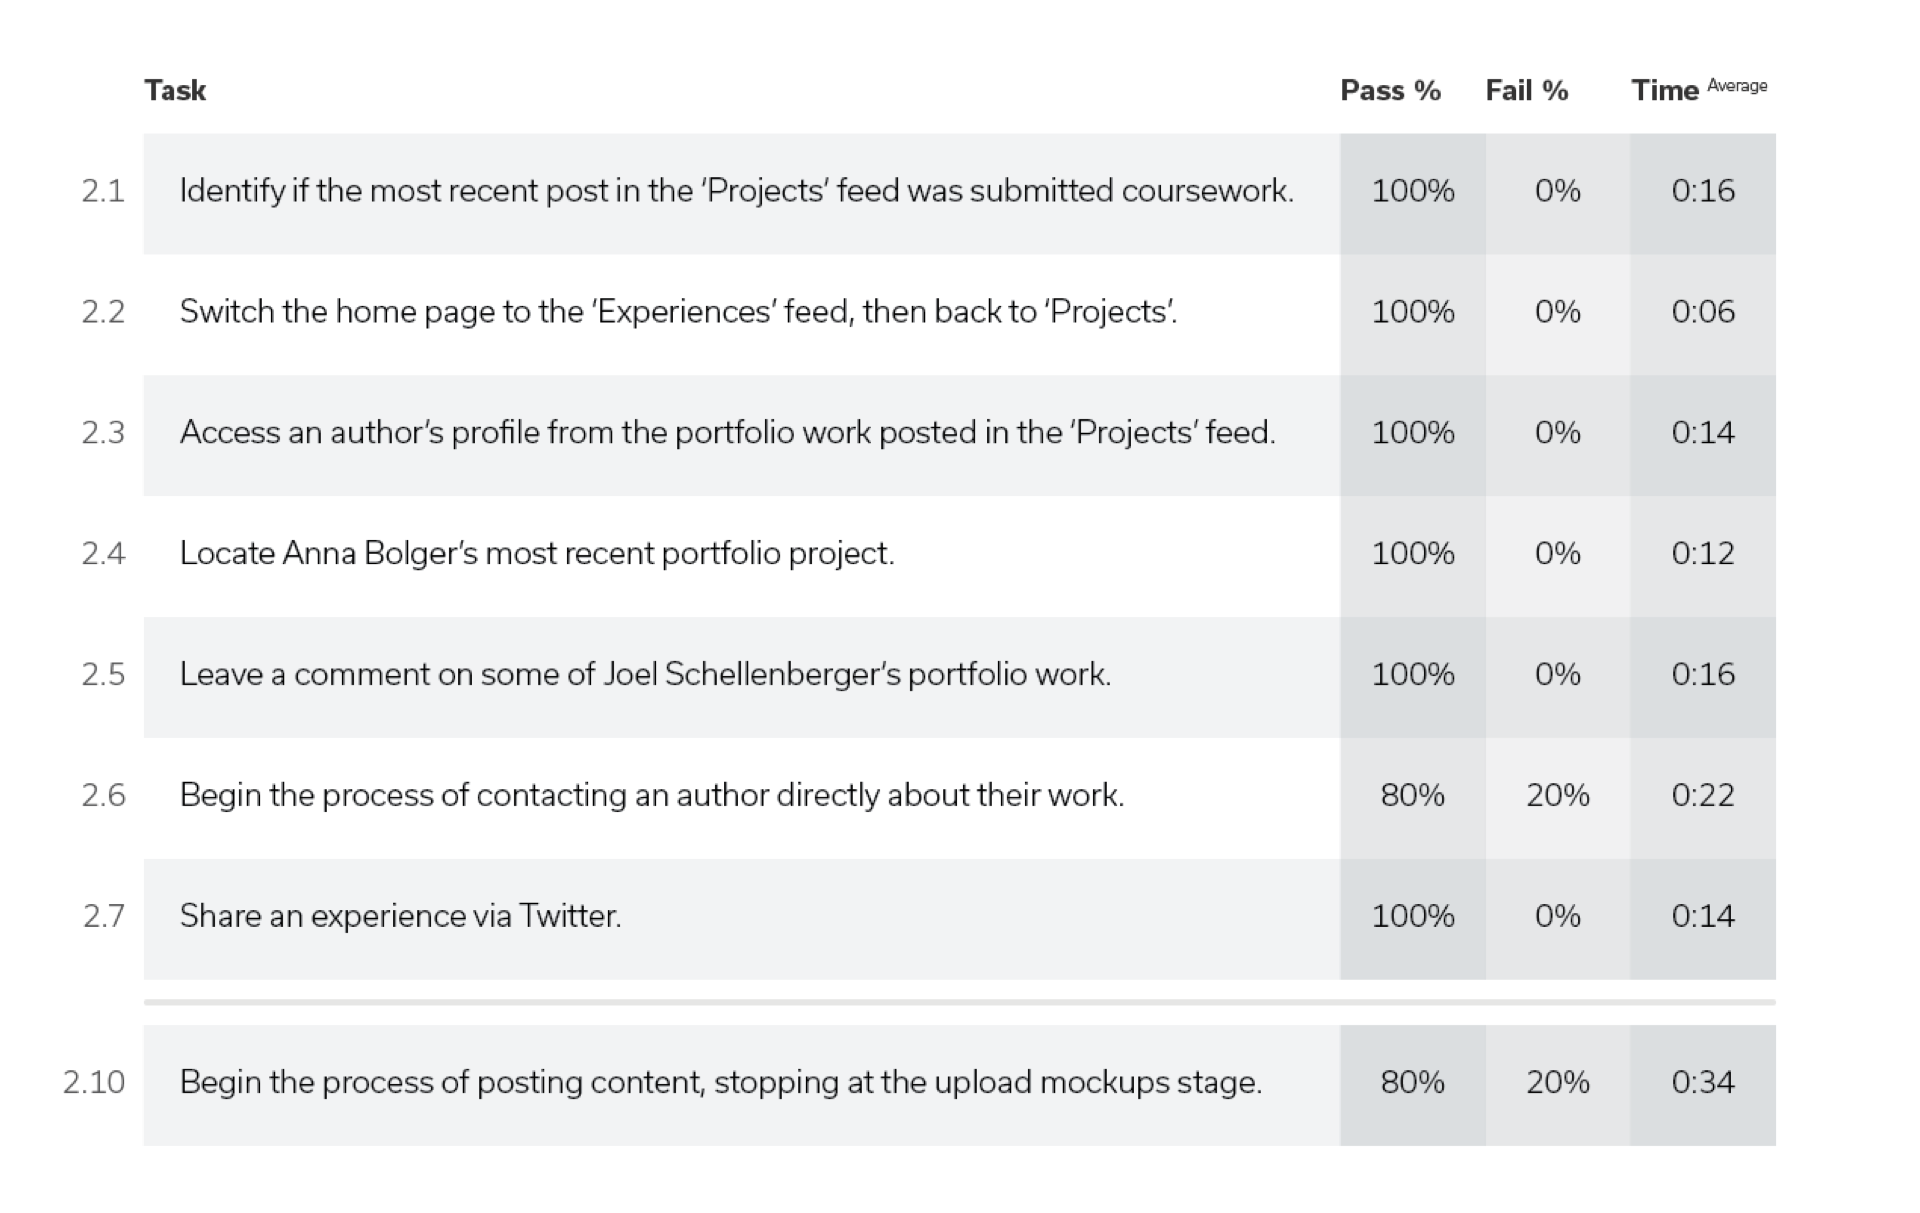 Task Pass % Fail % Time Average
2.1 Identify if the most recent post in the ‘Projects’ feed was submitted coursework. 100% 0% 0:16
2.2 Switch the home page to the ‘Experiences’ feed, then back to ‘Projects’. 100% 0% 0:06
2.3 Access an author’s profile from the portfolio work posted in the ‘Projects’ feed. 100% 0% 0:14
2.4 Locate Anna Bolger’s most recent portfolio project. 100% 0% 0:12
2.5 Leave a comment on some of Joel Schellenberger’s portfolio work. 100% 0% 0:16
2.6 Begin the process of contacting an author directly about their work. 80% 20% 0:22
2.7 Share an experience via Twitter. 100% 0% 0:14
2.10 Begin the process of posting content, stopping at the upload mockups stage. 80% 20% 0:34